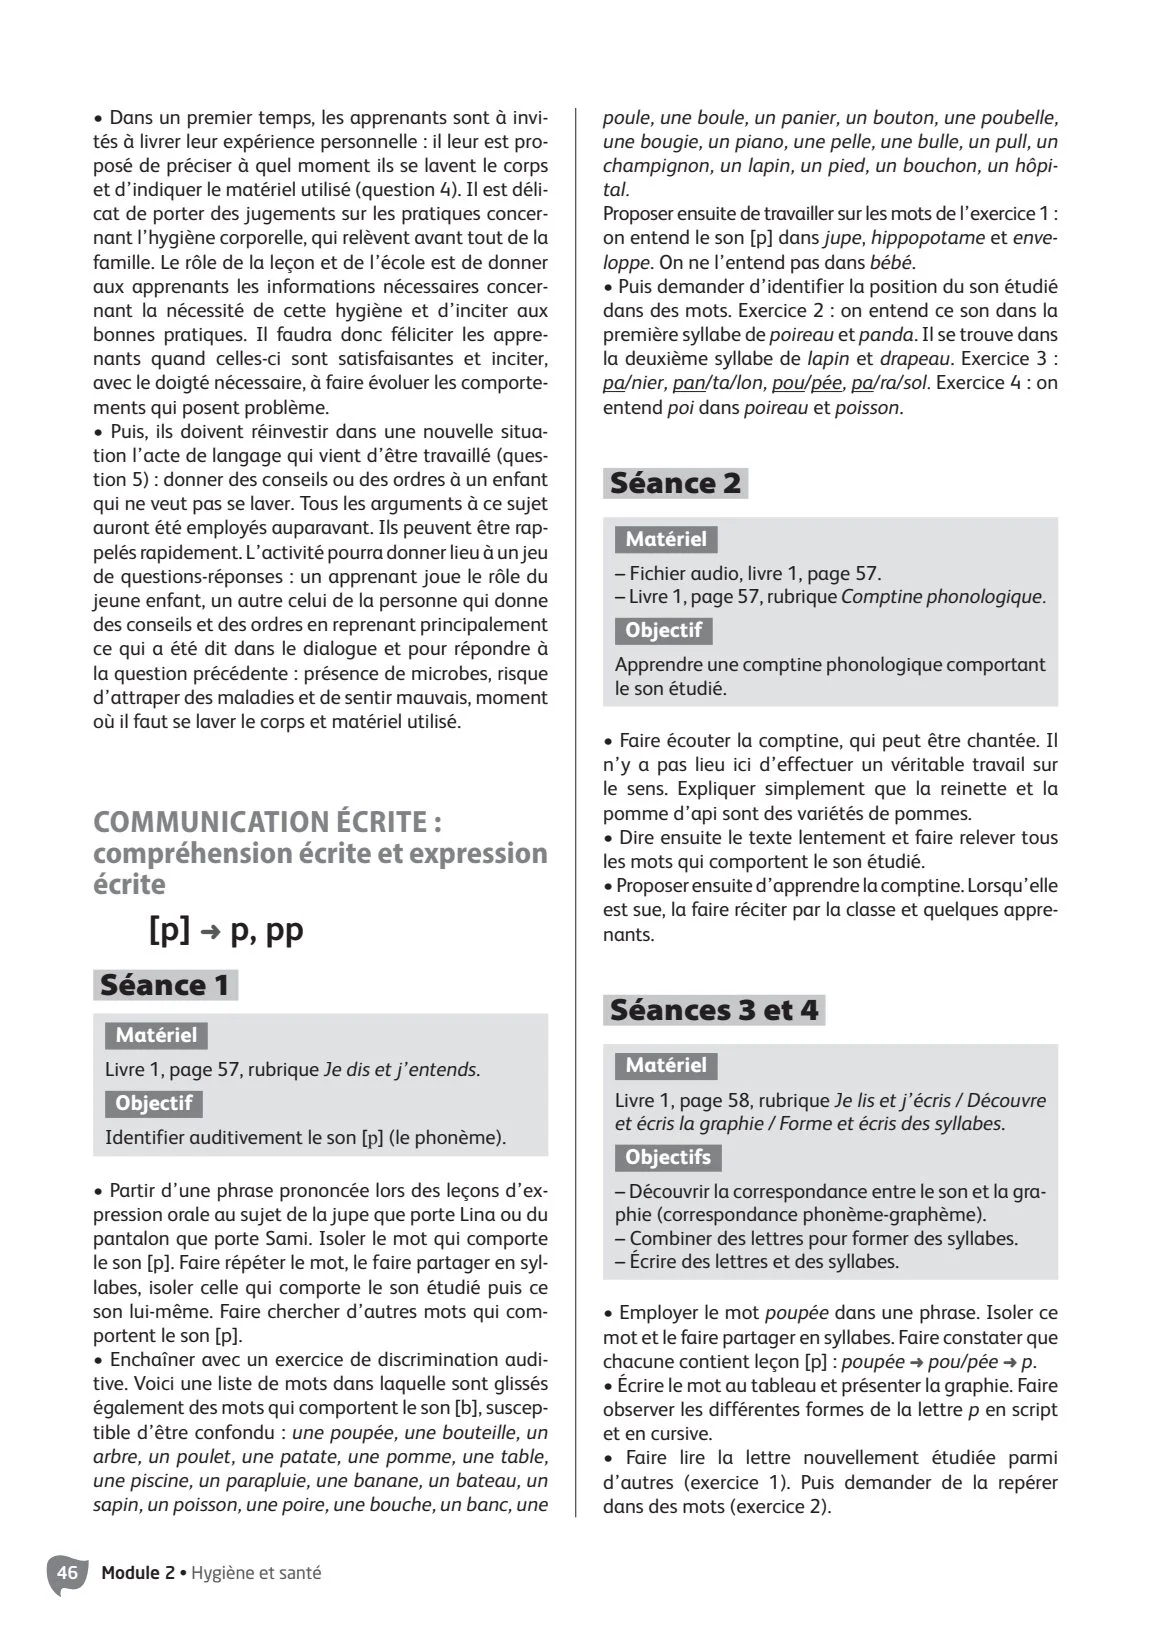 • Dans un premier temps, les apprenants sont à invi-
tés à livrer leur expérience personnelle : il leur est pro-
posé de préciser à quel moment ils se lavent le corps
et d’indiquer le matériel utilisé (question 4). Il est déli-
cat de porter des jugements sur les pratiques concer-
nant l’hygiène corporelle, qui relèvent avant tout de la
famille. Le rôle de la leçon et de l’école est de donner
aux apprenants les informations nécessaires concer-
nant la nécessité de cette hygiène et d’inciter aux
bonnes pratiques. Il faudra donc féliciter les appre-
nants quand celles-ci sont satisfaisantes et inciter,
avec le doigté nécessaire, à faire évoluer les comporte-
ments qui posent problème.
• Puis, ils doivent réinvestir dans une nouvelle situa-
tion l’acte de langage qui vient d’être travaillé (ques-
tion 5) : donner des conseils ou des ordres à un enfant
qui ne veut pas se laver. Tous les arguments à ce sujet
auront été employés auparavant. Ils peuvent être rap-
pelés rapidement. L’activité pourra donner lieu à un jeu
de questions-réponses : un apprenant joue le rôle du
jeune enfant, un autre celui de la personne qui donne
des conseils et des ordres en reprenant principalement
ce qui a été dit dans le dialogue et pour répondre à
la question précédente : présence de microbes, risque
d’attraper des maladies et de sentir mauvais, moment
où il faut se laver le corps et matériel utilisé.
COMMUNICATION ÉCRITE :
compréhension écrite et expression
écrite
[p] ➜ p, pp
Séance 1
Matériel
Livre 1, page 57, rubrique Je dis et j’entends.
Objectif
Identifier auditivement le son [p] (le phonème).
• Partir d’une phrase prononcée lors des leçons d’ex-
pression orale au sujet de la jupe que porte Lina ou du
pantalon que porte Sami. Isoler le mot qui comporte
le son [p]. Faire répéter le mot, le faire partager en syl-
labes, isoler celle qui comporte le son étudié puis ce
son lui-même. Faire chercher d’autres mots qui com-
portent le son [p].
• Enchaîner avec un exercice de discrimination audi-
tive. Voici une liste de mots dans laquelle sont glissés
également des mots qui comportent le son [b], suscep-
tible d’être confondu : une poupée, une bouteille, un
arbre, un poulet, une patate, une pomme, une table,
une piscine, un parapluie, une banane, un bateau, un
sapin, un poisson, une poire, une bouche, un banc, une
poule, une boule, un panier, un bouton, une poubelle,
une bougie, un piano, une pelle, une bulle, un pull, un
champignon, un lapin, un pied, un bouchon, un hôpi-
tal.
Proposer ensuite de travailler sur les mots de l’exercice 1 :
on entend le son [p] dans jupe, hippopotame et enve-
loppe. On ne l’entend pas dans bébé.
• Puis demander d’identifier la position du son étudié
dans des mots. Exercice 2 : on entend ce son dans la
première syllabe de poireau et panda. Il se trouve dans
la deuxième syllabe de lapin et drapeau. Exercice 3 :
pa/nier, pan/ta/lon, pou/pée, pa/ra/sol. Exercice 4 : on
entend poi dans poireau et poisson.
Séance 2
Matériel
– Fichier audio, livre 1, page 57.
– Livre 1, page 57, rubrique Comptine phonologique.
Objectif
Apprendre une comptine phonologique comportant
le son étudié.
• Faire écouter la comptine, qui peut être chantée. Il
n’y a pas lieu ici d’effectuer un véritable travail sur
le sens. Expliquer simplement que la reinette et la
pomme d’api sont des variétés de pommes.
• Dire ensuite le texte lentement et faire relever tous
les mots qui comportent le son étudié.
• Proposer ensuite d’apprendre la comptine. Lorsqu’elle
est sue, la faire réciter par la classe et quelques appre-
nants.
Séances 3 et 4
Matériel
Livre 1, page 58, rubrique Je lis et j’écris / Découvre
et écris la graphie / Forme et écris des syllabes.
Objectifs
– Découvrir la correspondance entre le son et la gra-
phie (correspondance phonème-graphème).
– Combiner des lettres pour former des syllabes.
– Écrire des lettres et des syllabes.
• Employer le mot poupée dans une phrase. Isoler ce
mot et le faire partager en syllabes. Faire constater que
chacune contient leçon [p] : poupée ➜ pou/pée ➜ p.
• Écrire le mot au tableau et présenter la graphie. Faire
observer les différentes formes de la lettre p en script
et en cursive.
• Faire lire la lettre nouvellement étudiée parmi
d’autres (exercice 1). Puis demander de la repérer
dans des mots (exercice 2).
46 Module 2 • Hygiène et santé